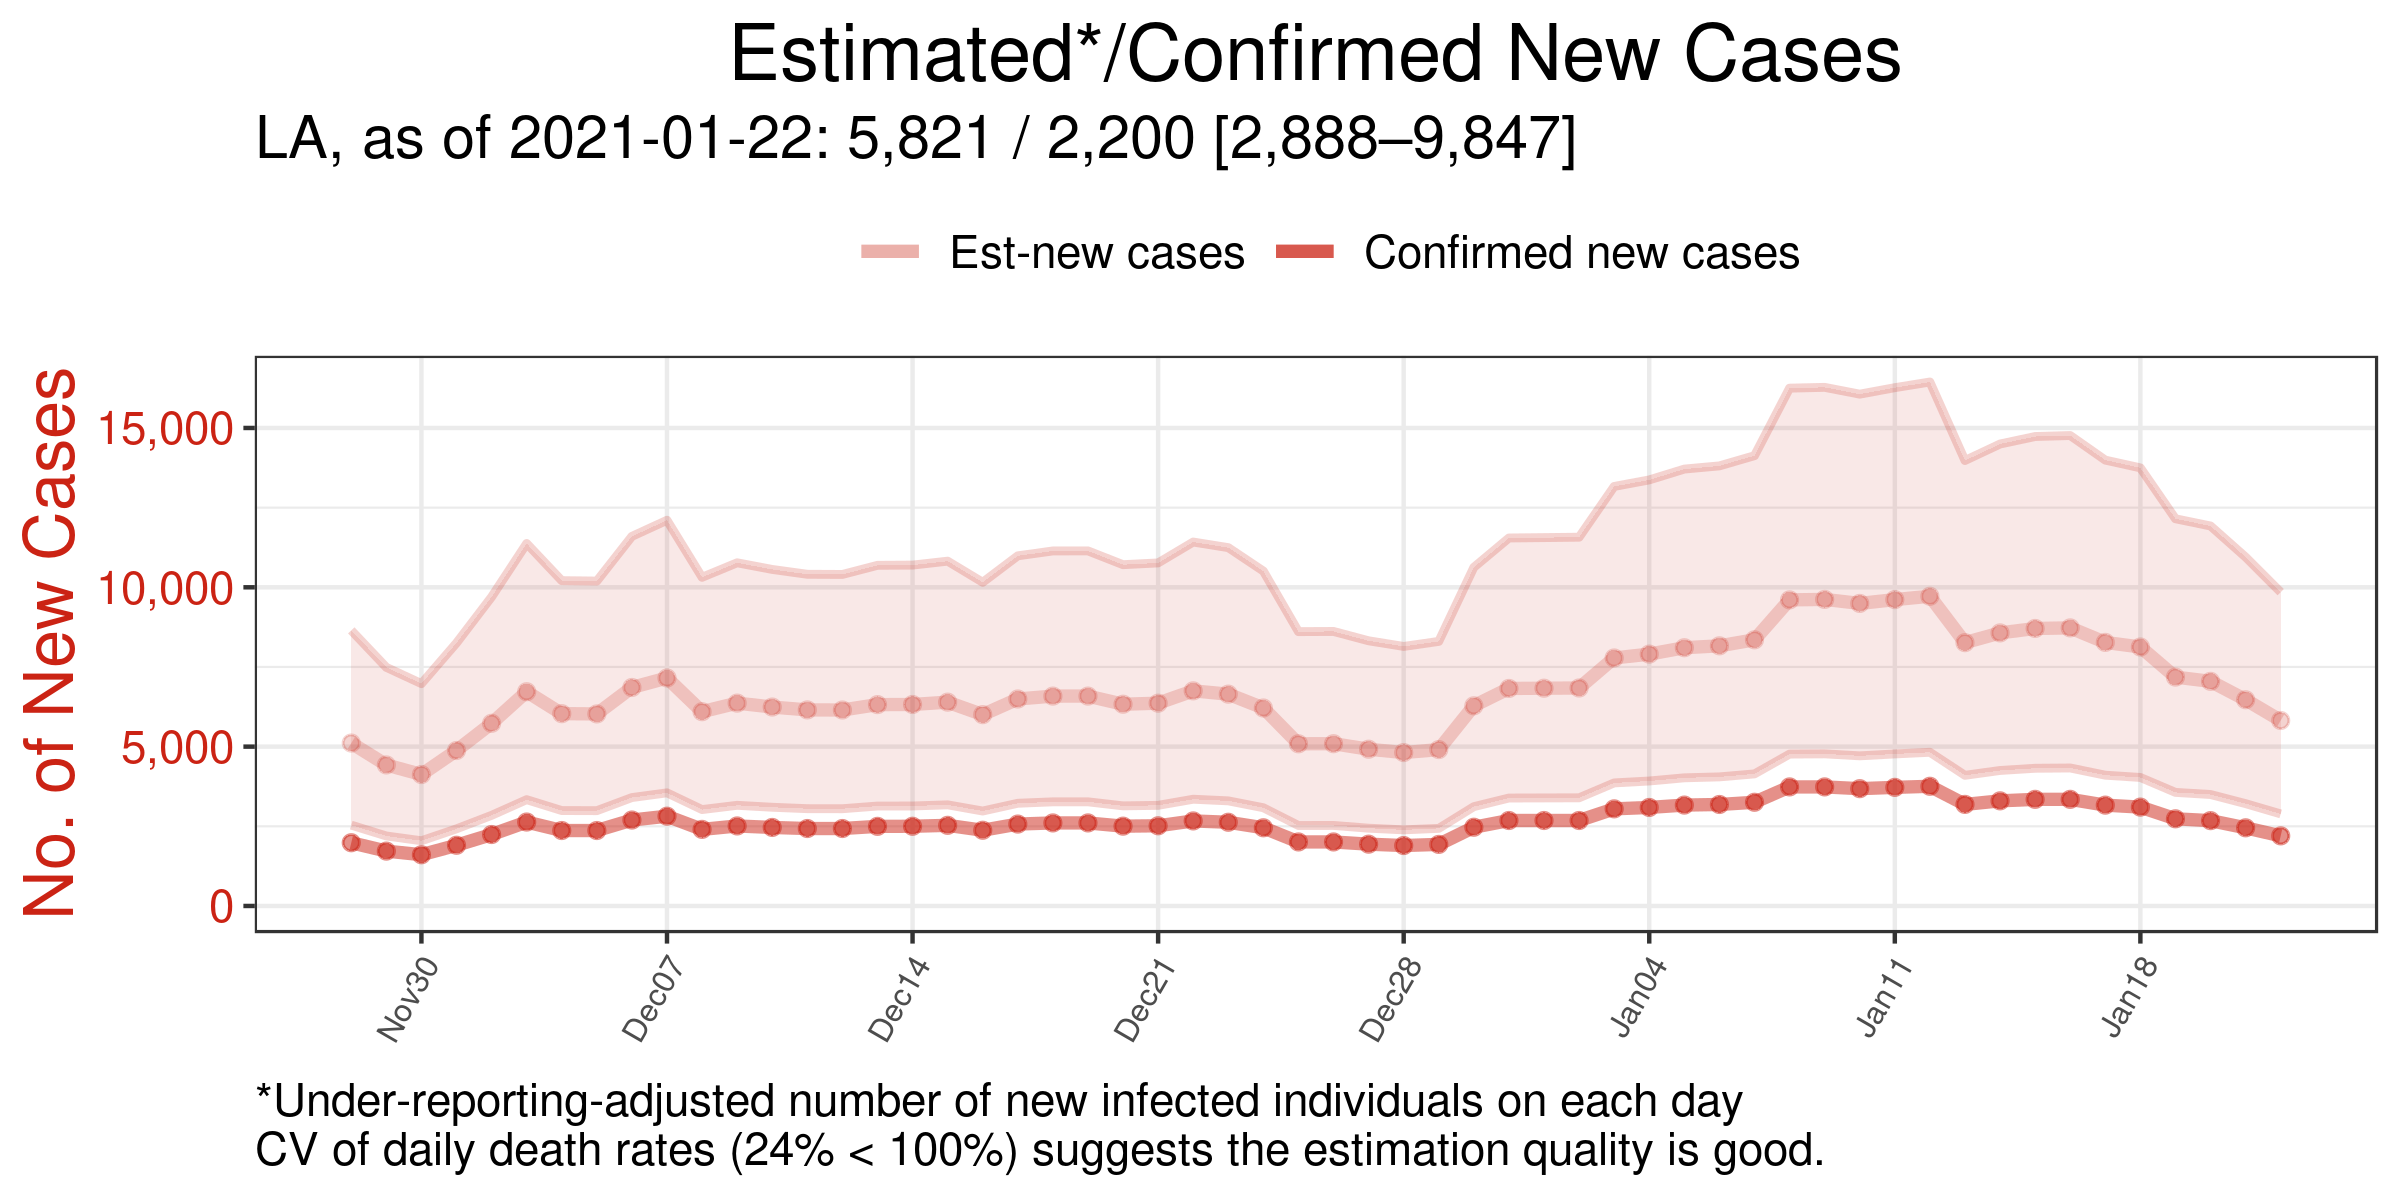 Estimated*/Confirmed New Cases
LA, as of 2021-01-22: 5,821 / 2,200 [2,888–9,847]
Est-new cases
Confirmed new cases
No. of New Cases
15,000
10,000
5,000
0
Nov30
Dec07
Dec14
Dec21
Dec28
Jan04
Jan11
Jan18
*Under-reporting-adjusted number of new infected individuals on each day
CV of daily death rates (24% < 100%) suggests the estimation quality is good.